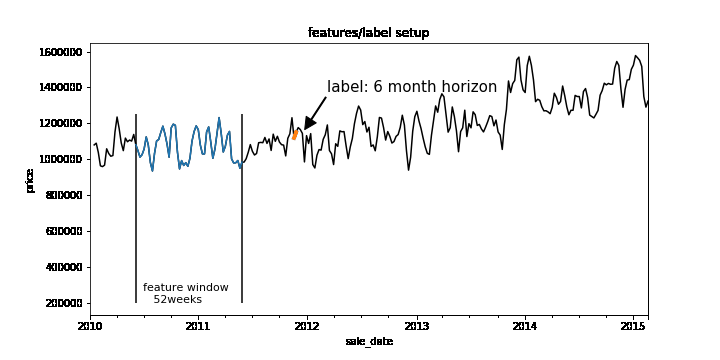 features/label setup
1600000
1400000
1200000
1000000
800000
600000
400000
200000
price
label: 6 month horizon
feature window
52weeks
2010
2011
2012
2013
2014
2015
sale_date